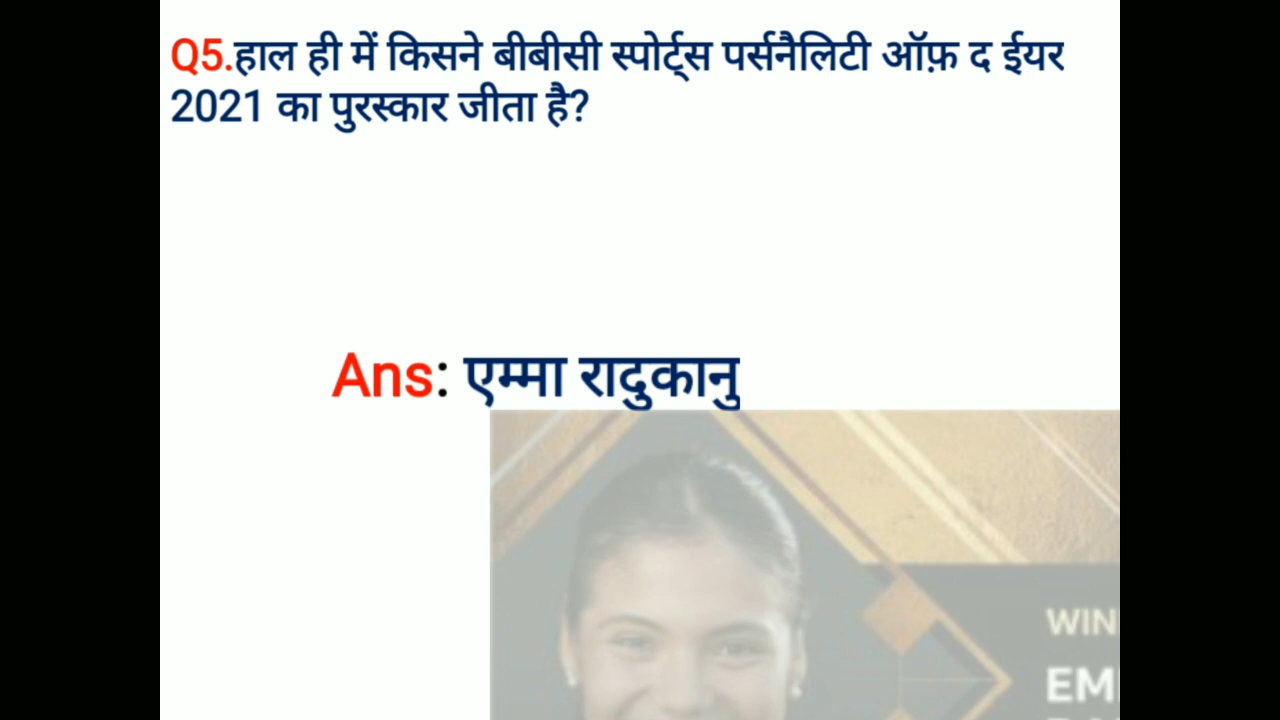 Q5.हाल ही में किसने बीबीसी स्पोर्ट्स पर्सनैलिटी ऑफ़ द ईयर
2021 का पुरस्कार जीता है?
Ans: एम्मा रादुकानु
WIN
EM